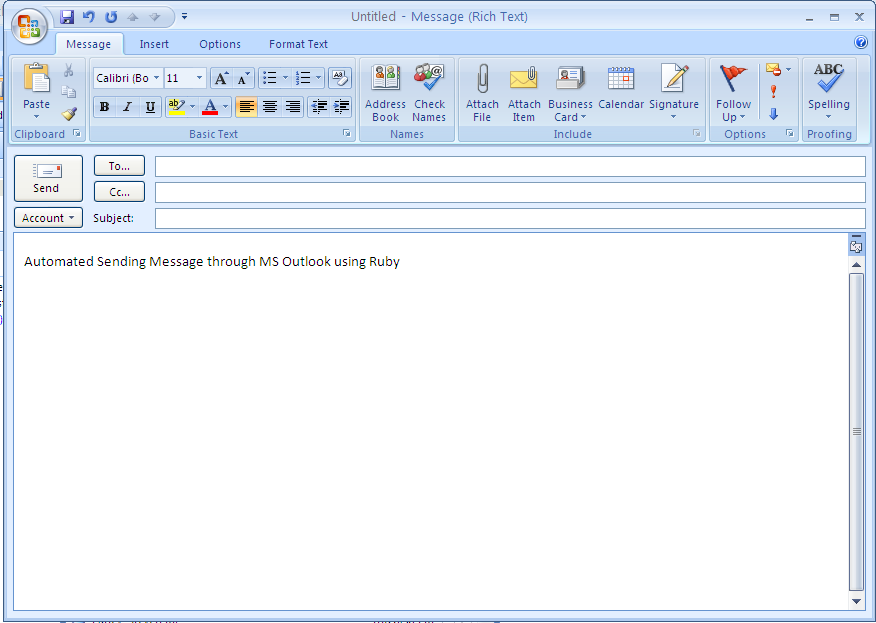 Untitled - Message (Rich Text)
Message Insert Options Format Text
Calibri (Bo 11
Paste
B I U ab A
Address Book
Check Names
Attach File
Attach Item
Business Card
Calendar
Signature
Follow Up
ABC
Spelling
Clipboard Basic Text Names Include Options Proofing
Send
To...
Cc...
Account Subject:
Automated Sending Message through MS Outlook using Ruby